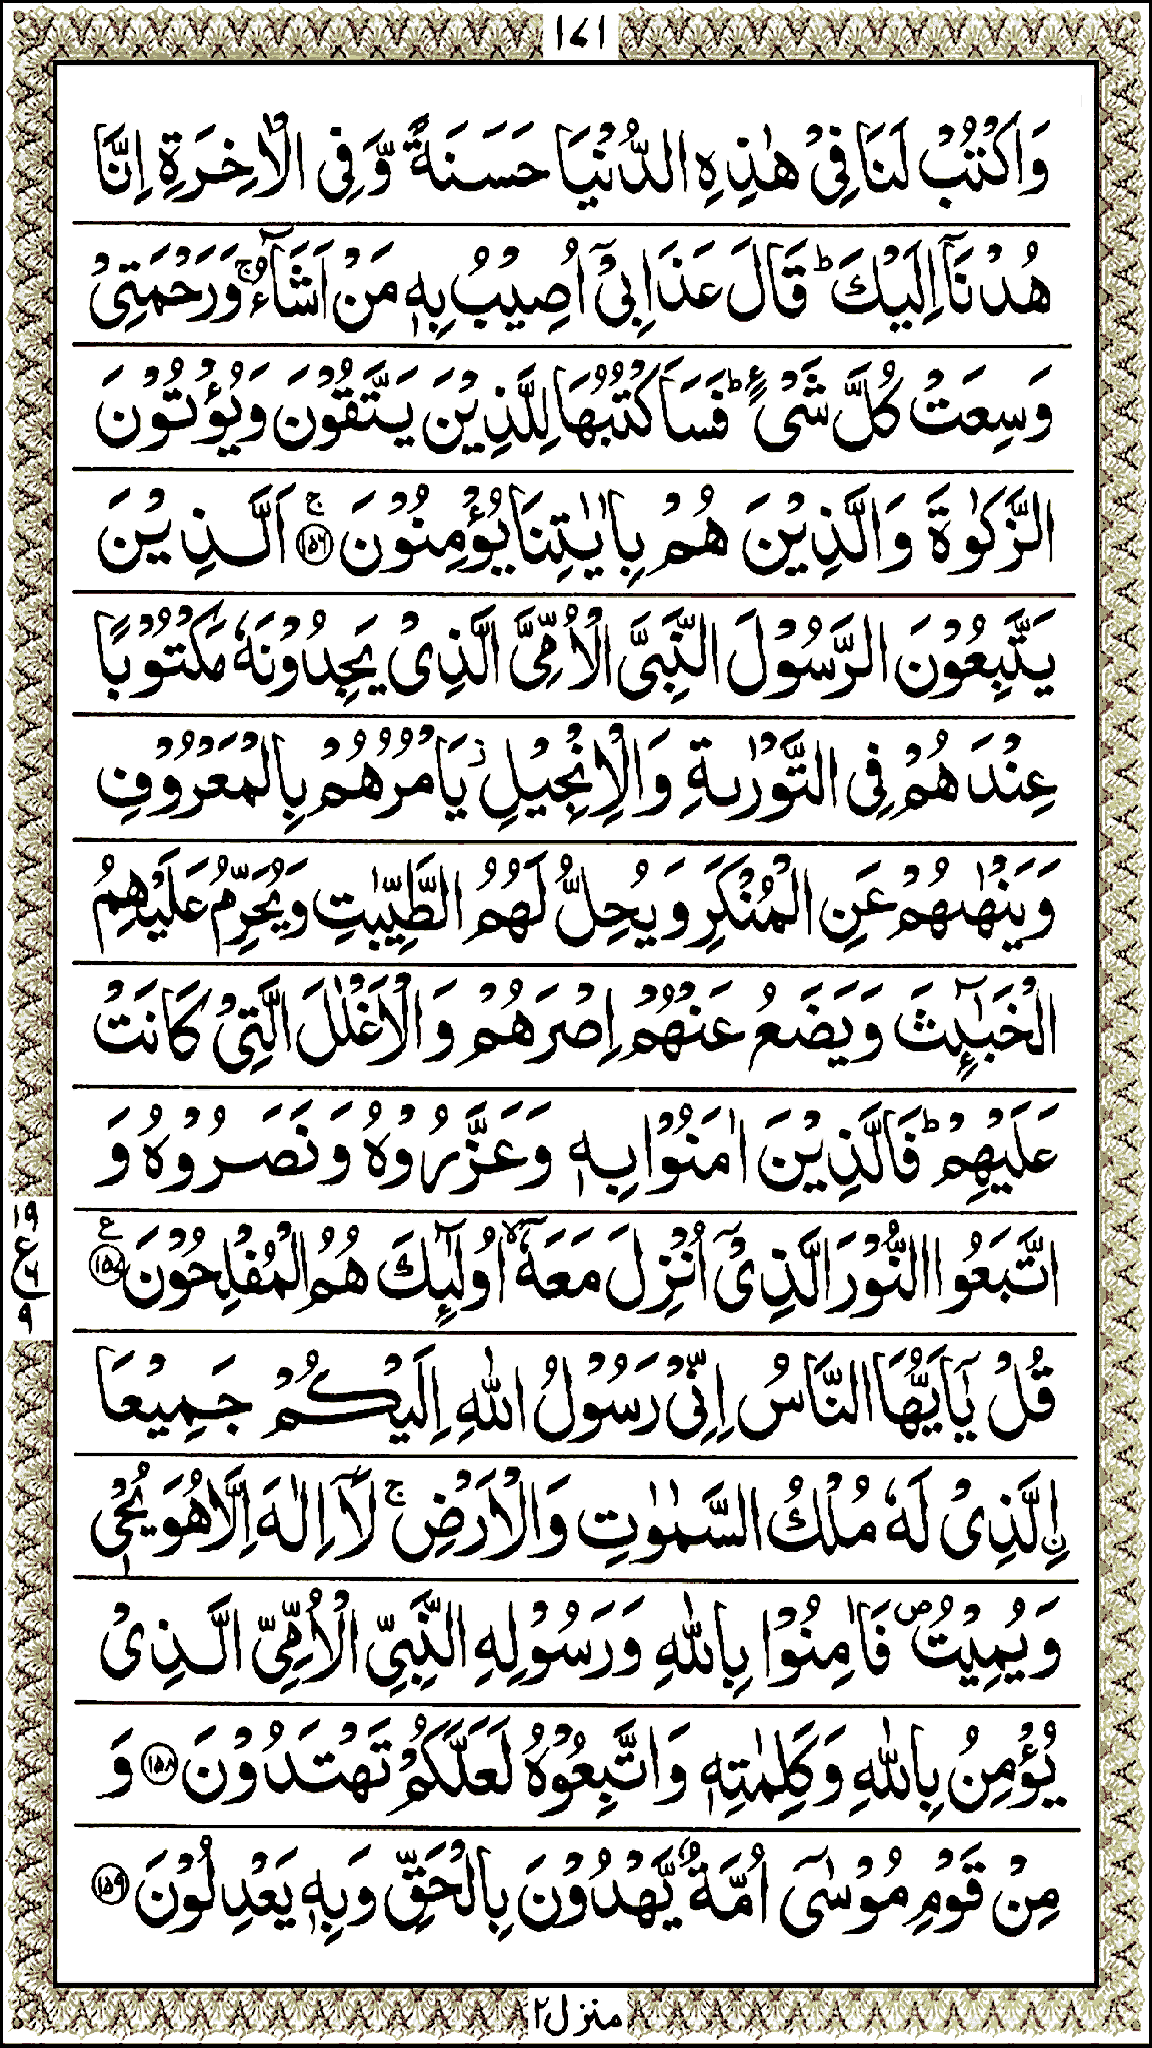 ١٧١
وَاكْتُبْ لَنَا فِيْ هٰذِهِ الدُّنْيَا حَسَنَةً وَّفِي الْاٰخِرَةِ اِنَّا
هُدْنَآ اِلَيْكَ ؕ قَالَ عَذَابِيْٓ اُصِيْبُ بِهٖ مَنْ اَشَآءُ ۚ وَرَحْمَتِيْ
وَسِعَتْ كُلَّ شَيْءٍ ؕ فَسَاَكْتُبُهَا لِلَّذِيْنَ يَتَّقُوْنَ وَيُؤْتُوْنَ
الزَّكٰوةَ وَالَّذِيْنَ هُمْ بِاٰيٰتِنَا يُؤْمِنُوْنَ ۚ ﴿١٥٦﴾ اَلَّذِيْنَ
يَتَّبِعُوْنَ الرَّسُوْلَ النَّبِيَّ الْاُمِّيَّ الَّذِيْ يَجِدُوْنَهٗ مَكْتُوْبًا
عِنْدَهُمْ فِي التَّوْرٰىةِ وَالْاِنْجِيْلِ ؗ يَاْمُرُهُمْ بِالْمَعْرُوْفِ
وَيَنْهٰىهُمْ عَنِ الْمُنْكَرِ وَيُحِلُّ لَهُمُ الطَّيِّبٰتِ وَيُحَرِّمُ عَلَيْهِمُ
الْخَبٰٓئِثَ وَيَضَعُ عَنْهُمْ اِصْرَهُمْ وَالْاَغْلٰلَ الَّتِيْ كَانَتْ
عَلَيْهِمْ ؕ فَالَّذِيْنَ اٰمَنُوْا بِهٖ وَعَزَّرُوْهُ وَنَصَرُوْهُ وَ
اتَّبَعُوا النُّوْرَ الَّذِيْٓ اُنْزِلَ مَعَهٗٓ ۙ اُولٰٓئِكَ هُمُ الْمُفْلِحُوْنَ ﴿١٥٧﴾ ع
١٩
ع ٦
٩
قُلْ يٰٓاَيُّهَا النَّاسُ اِنِّيْ رَسُوْلُ اللّٰهِ اِلَيْكُمْ جَمِيْعَا
ۨالَّذِيْ لَهٗ مُلْكُ السَّمٰوٰتِ وَالْاَرْضِ ۚ لَآ اِلٰهَ اِلَّا هُوَ يُحْيٖ
وَيُمِيْتُ ۪ فَاٰمِنُوْا بِاللّٰهِ وَرَسُوْلِهِ النَّبِيِّ الْاُمِّيِّ الَّذِيْ
يُؤْمِنُ بِاللّٰهِ وَكَلِمٰتِهٖ وَاتَّبِعُوْهُ لَعَلَّكُمْ تَهْتَدُوْنَ ﴿١٥٨﴾ وَ
مِنْ قَوْمِ مُوْسٰٓى اُمَّةٌ يَّهْدُوْنَ بِالْحَقِّ وَبِهٖ يَعْدِلُوْنَ ﴿١٥٩﴾
منزل ٢